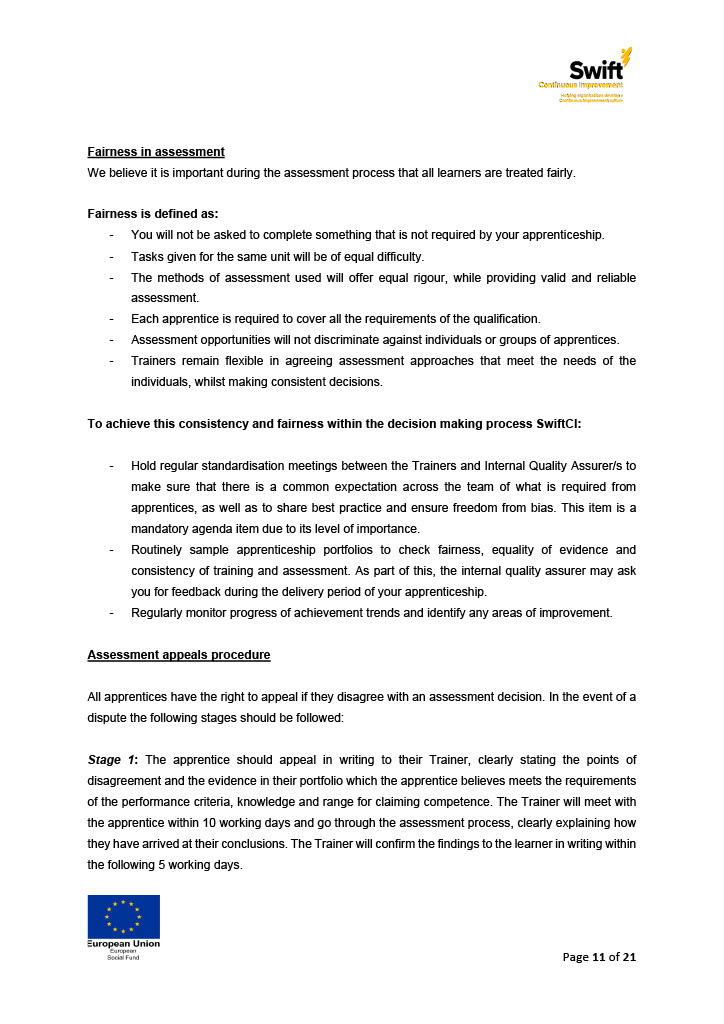 Swift
Continuous Improvement
Helping organisations develop a
Continuous Improvement culture
Fairness in assessment
We believe it is important during the assessment process that all learners are treated fairly.
Fairness is defined as:
- You will not be asked to complete something that is not required by your apprenticeship.
- Tasks given for the same unit will be of equal difficulty.
- The methods of assessment used will offer equal rigour, while providing valid and reliable
assessment.
- Each apprentice is required to cover all the requirements of the qualification.
- Assessment opportunities will not discriminate against individuals or groups of apprentices.
- Trainers remain flexible in agreeing assessment approaches that meet the needs of the
individuals, whilst making consistent decisions.
To achieve this consistency and fairness within the decision making process SwiftCI:
- Hold regular standardisation meetings between the Trainers and Internal Quality Assurer/s to
make sure that there is a common expectation across the team of what is required from
apprentices, as well as to share best practice and ensure freedom from bias. This item is a
mandatory agenda item due to its level of importance.
- Routinely sample apprenticeship portfolios to check fairness, equality of evidence and
consistency of training and assessment. As part of this, the internal quality assurer may ask
you for feedback during the delivery period of your apprenticeship.
- Regularly monitor progress of achievement trends and identify any areas of improvement.
Assessment appeals procedure
All apprentices have the right to appeal if they disagree with an assessment decision. In the event of a
dispute the following stages should be followed:
Stage 1: The apprentice should appeal in writing to their Trainer, clearly stating the points of
disagreement and the evidence in their portfolio which the apprentice believes meets the requirements
of the performance criteria, knowledge and range for claiming competence. The Trainer will meet with
the apprentice within 10 working days and go through the assessment process, clearly explaining how
they have arrived at their conclusions. The Trainer will confirm the findings to the learner in writing within
the following 5 working days.
European Union
European
Social Fund
Page 11 of 21